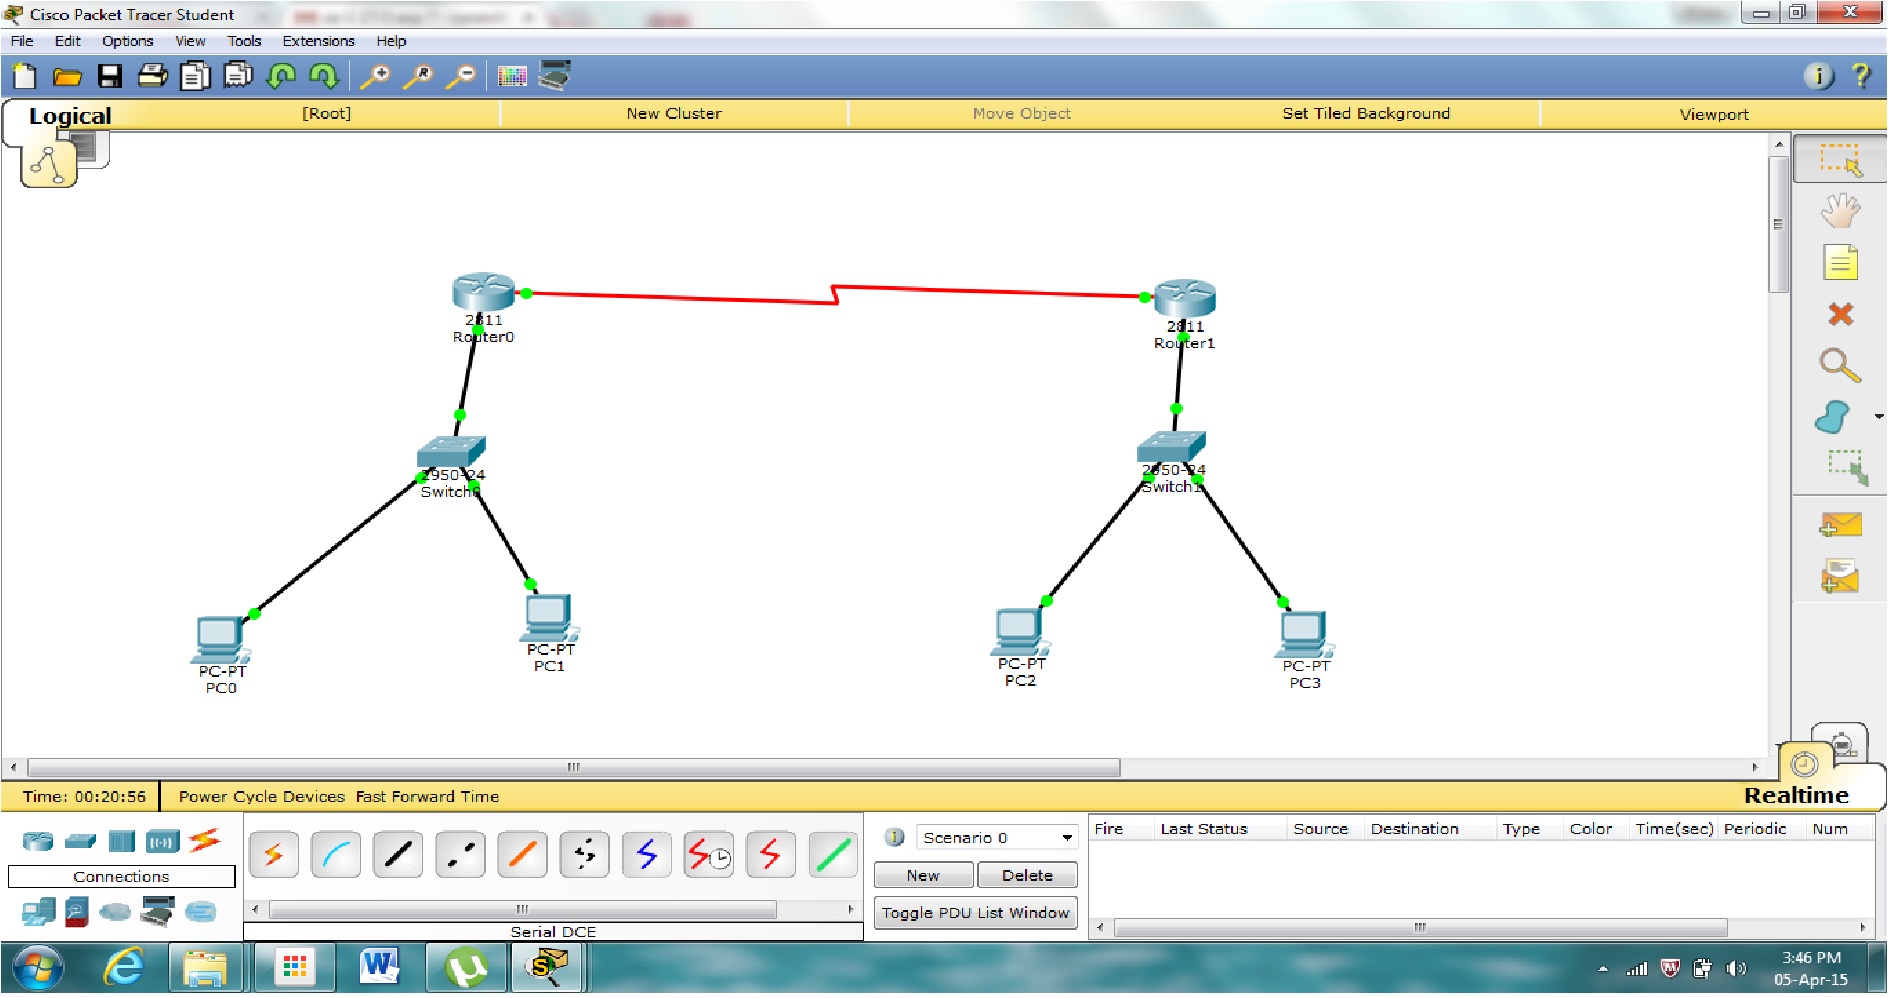 Cisco Packet Tracer Student
File Edit Options View Tools Extensions Help
Logical [Root] New Cluster Move Object Set Tiled Background Viewport
2811
Router0
2811
Router1
2950-24
Switch0
2950-24
Switch1
PC-PT
PC0
PC-PT
PC1
PC-PT
PC2
PC-PT
PC3
Time: 00:20:56 Power Cycle Devices Fast Forward Time Realtime
Connections
Serial DCE
Scenario 0
New Delete
Toggle PDU List Window
Fire Last Status Source Destination Type Color Time(sec) Periodic Num
3:46 PM
05-Apr-15